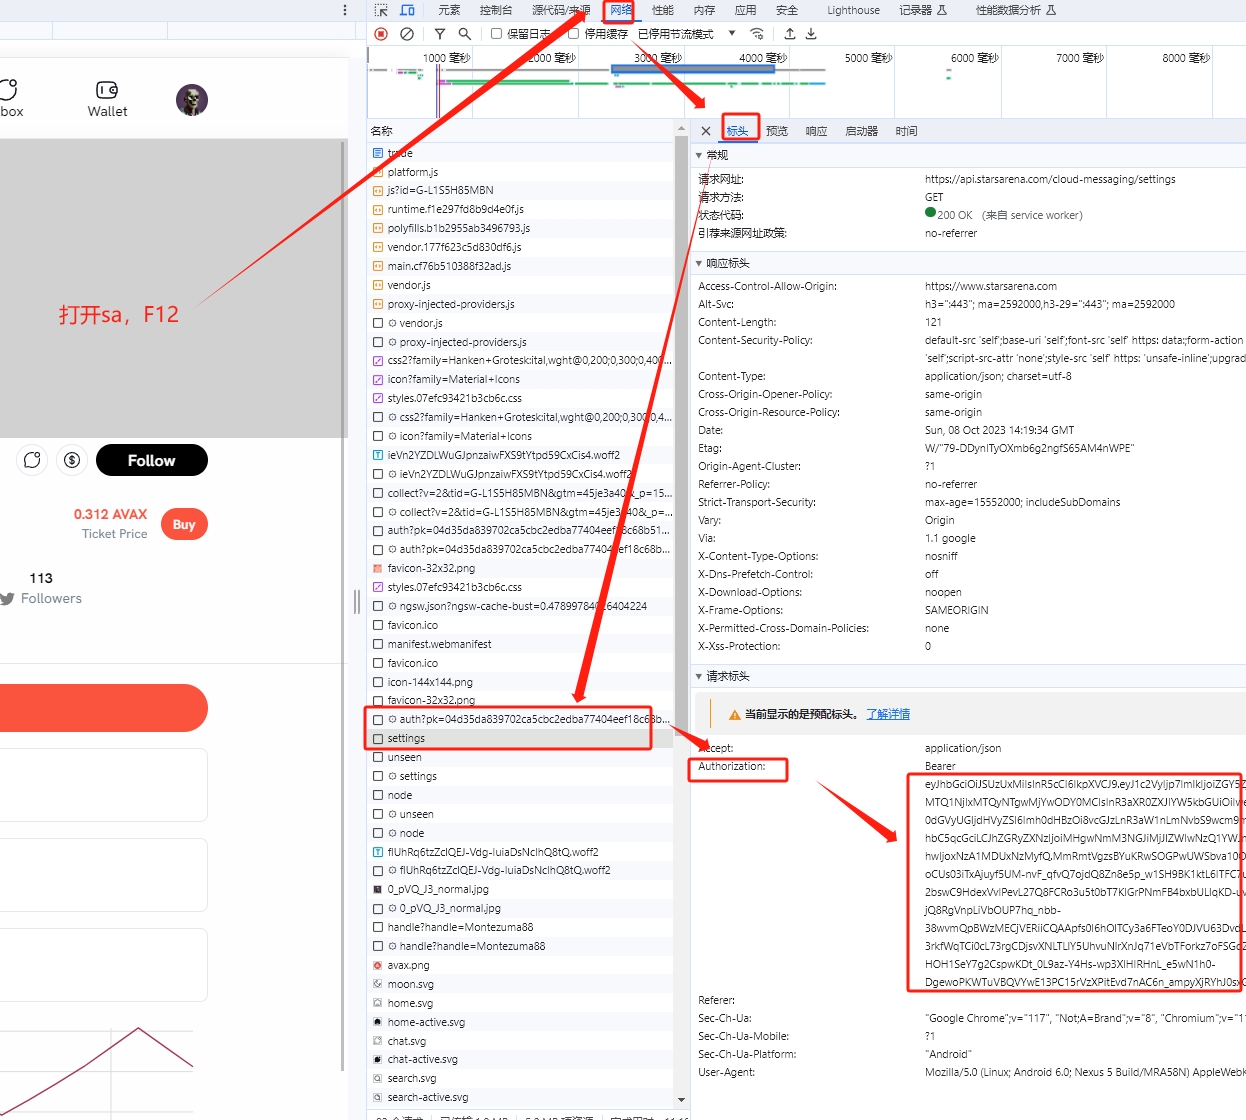 元素 控制台 源代码/来源 网络 性能 内存 应用 安全 Lighthouse 记录器 性能数据分析
保留日志 停用缓存 已停用节流模式
1000 毫秒 2000 毫秒 3000 毫秒 4000 毫秒 5000 毫秒 6000 毫秒 7000 毫秒 8000 毫秒
box
Wallet
打开sa，F12
Follow
0.312 AVAX
Ticket Price
Buy
113
Followers
名称
trade
platform.js
js?id=G-L1S5H85MBN
runtime.f1e297fd8b9d4e0f.js
polyfills.b1b2955ab3496793.js
vendor.177f623c5d830df6.js
main.cf76b510388f32ad.js
vendor.js
proxy-injected-providers.js
vendor.js
proxy-injected-providers.js
css2?family=Hanken+Grotesk:ital,wght@0,200;0,300;0,400...
icon?family=Material+Icons
styles.07efc93421b3cb6c.css
css2?family=Hanken+Grotesk:ital,wght@0,200;0,300;0,4...
icon?family=Material+Icons
ieVn2YZDLWuGJpnzaiwFXS9tYtpd59CxCis4.woff2
ieVn2YZDLWuGJpnzaiwFXS9tYtpd59CxCis4.woff2
collect?v=2&tid=G-L1S5H85MBN&gtm=45je3a40&_p=15...
collect?v=2&tid=G-L1S5H85MBN&gtm=45je3a40&_p=...
auth?pk=04d35da839702ca5cbc2edba77404eef18c68b51...
auth?pk=04d35da839702ca5cbc2edba77404eef18c68b...
favicon-32x32.png
styles.07efc93421b3cb6c.css
ngsw.json?ngsw-cache-bust=0.47899784026404224
favicon.ico
manifest.webmanifest
favicon.ico
icon-144x144.png
favicon-32x32.png
auth?pk=04d35da839702ca5cbc2edba77404eef18c68b...
settings
unseen
settings
node
unseen
node
flUhRq6tzZclQEJ-Vdg-IuiaDsNcIhQ8tQ.woff2
flUhRq6tzZclQEJ-Vdg-IuiaDsNcIhQ8tQ.woff2
0_pVQ_J3_normal.jpg
0_pVQ_J3_normal.jpg
handle?handle=Montezuma88
handle?handle=Montezuma88
avax.png
moon.svg
home.svg
home-active.svg
chat.svg
chat-active.svg
search.svg
search-active.svg
标头 预览 响应 启动器 时间
常规
请求网址: https://api.starsarena.com/cloud-messaging/settings
请求方法: GET
状态代码: 200 OK （来自 service worker）
引荐来源网址政策: no-referrer
响应标头
Access-Control-Allow-Origin: https://www.starsarena.com
Alt-Svc: h3=":443"; ma=2592000,h3-29=":443"; ma=2592000
Content-Length: 121
Content-Security-Policy: default-src 'self';base-uri 'self';font-src 'self' https: data:;form-action
'self';script-src-attr 'none';style-src 'self' https: 'unsafe-inline';upgrad
Content-Type: application/json; charset=utf-8
Cross-Origin-Opener-Policy: same-origin
Cross-Origin-Resource-Policy: same-origin
Date: Sun, 08 Oct 2023 14:19:34 GMT
Etag: W/"79-DDynITyOXmb6g2ngfS65AM4nWPE"
Origin-Agent-Cluster: ?1
Referrer-Policy: no-referrer
Strict-Transport-Security: max-age=15552000; includeSubDomains
Vary: Origin
Via: 1.1 google
X-Content-Type-Options: nosniff
X-Dns-Prefetch-Control: off
X-Download-Options: noopen
X-Frame-Options: SAMEORIGIN
X-Permitted-Cross-Domain-Policies: none
X-Xss-Protection: 0
请求标头
当前显示的是预配标头。 了解详情
Accept: application/json
Authorization: Bearer
38wvmQpBWzMECjVERiiCQAApfs0I6hOlTCy3a6FTeoY0DJVU63DvdL
HOH1SeY7g2CspwKDt_0L9az-Y4Hs-wp3XIHIRHnL_e5wN1h0-
Referer:
Sec-Ch-Ua: "Google Chrome";v="117", "Not;A=Brand";v="8", "Chromium";v="11
Sec-Ch-Ua-Mobile: ?1
Sec-Ch-Ua-Platform: "Android"
User-Agent: Mozilla/5.0 (Linux; Android 6.0; Nexus 5 Build/MRA58N) AppleWebK